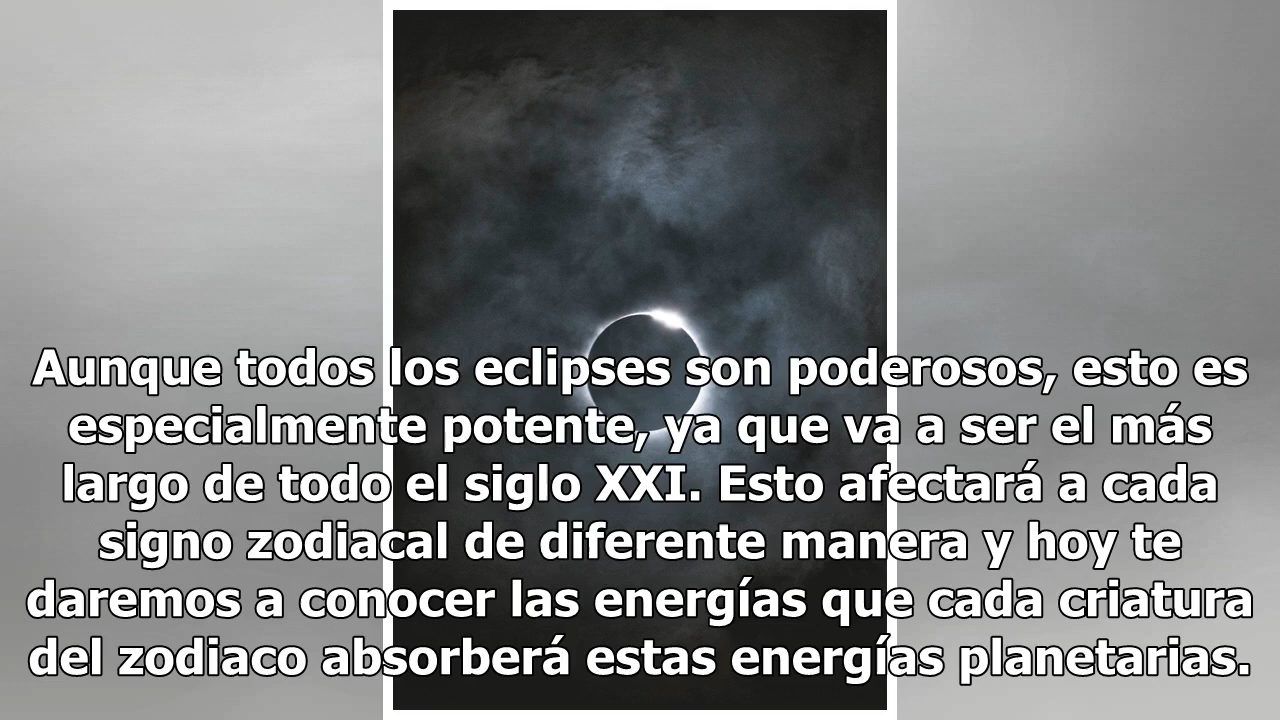 Aunque todos los eclipses son poderosos, esto es
especialmente potente, ya que va a ser el más
largo de todo el siglo XXI. Esto afectará a cada
signo zodiacal de diferente manera y hoy te
daremos a conocer las energías que cada criatura
del zodiaco absorberá estas energías planetarias.